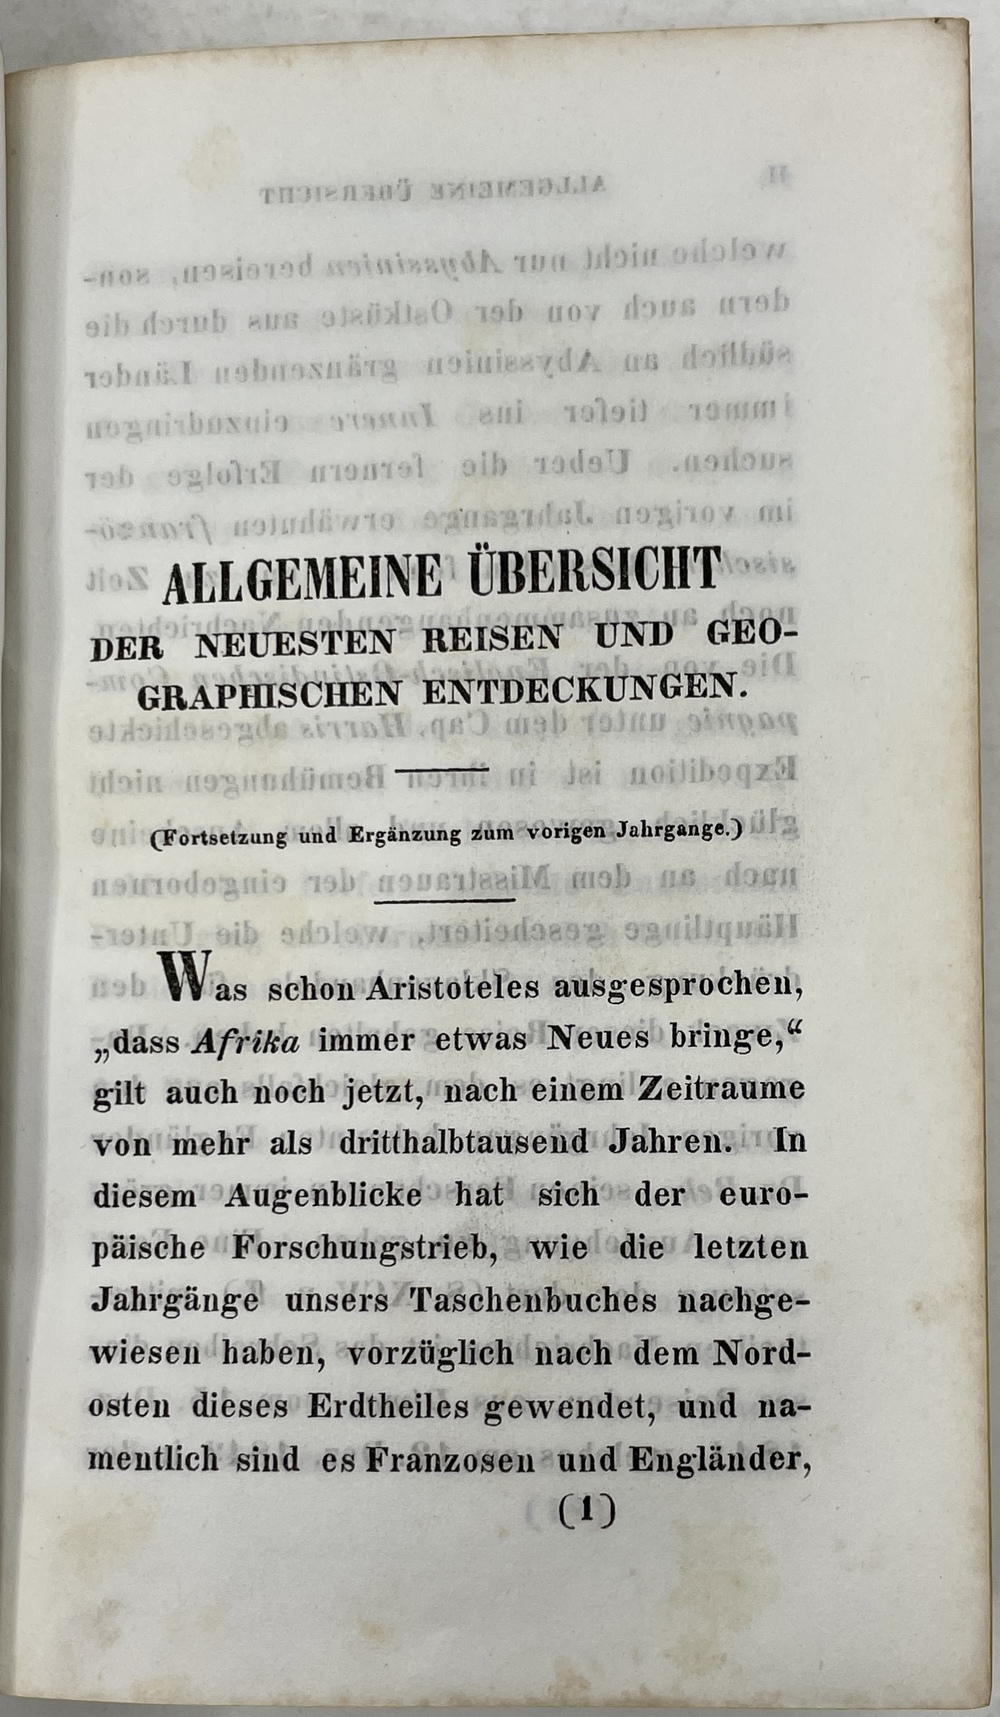 ALLGEMEINE ÜBERSICHT
DER NEUESTEN REISEN UND GEO-
GRAPHISCHEN ENTDECKUNGEN.
(Fortsetzung und Ergänzung zum vorigen Jahrgange.)
Was schon Aristoteles ausgesprochen,
„dass Afrika immer etwas Neues bringe,“
gilt auch noch jetzt, nach einem Zeitraume
von mehr als dritthalbtausend Jahren. In
diesem Augenblicke hat sich der euro-
päische Forschungstrieb, wie die letzten
Jahrgänge unsers Taschenbuches nachge-
wiesen haben, vorzüglich nach dem Nord-
osten dieses Erdtheiles gewendet, und na-
mentlich sind es Franzosen und Engländer,
(1)